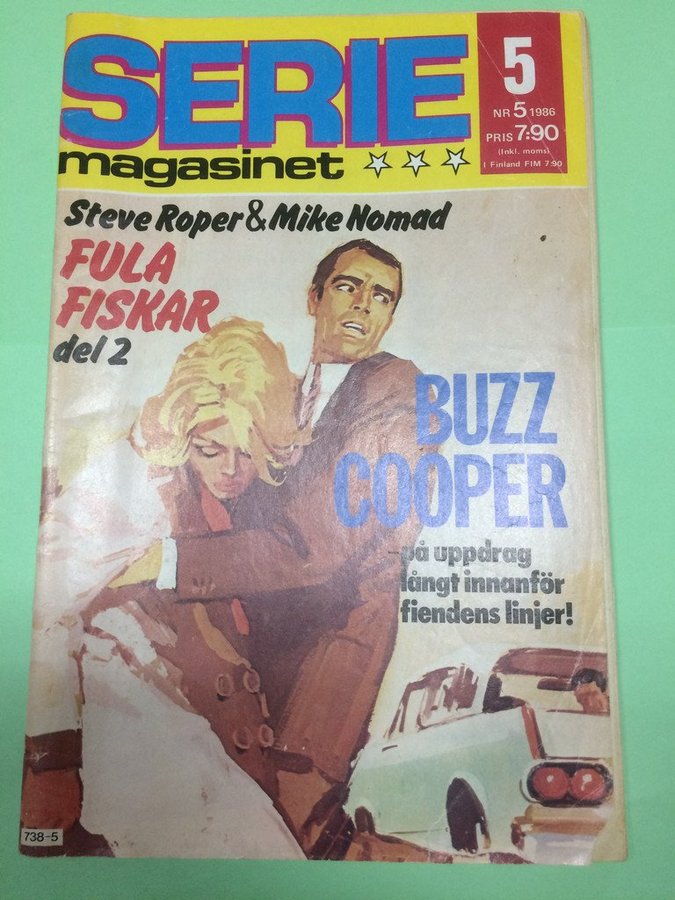 SERIE
magasinet
5
NR 5 1986
PRIS 7:90
(Inkl. moms)
I Finland FIM 7:90
Steve Roper & Mike Nomad
FULA
FISKAR
del 2
BUZZ
COOPER
på uppdrag
långt innanför
fiendens linjer!
738-5